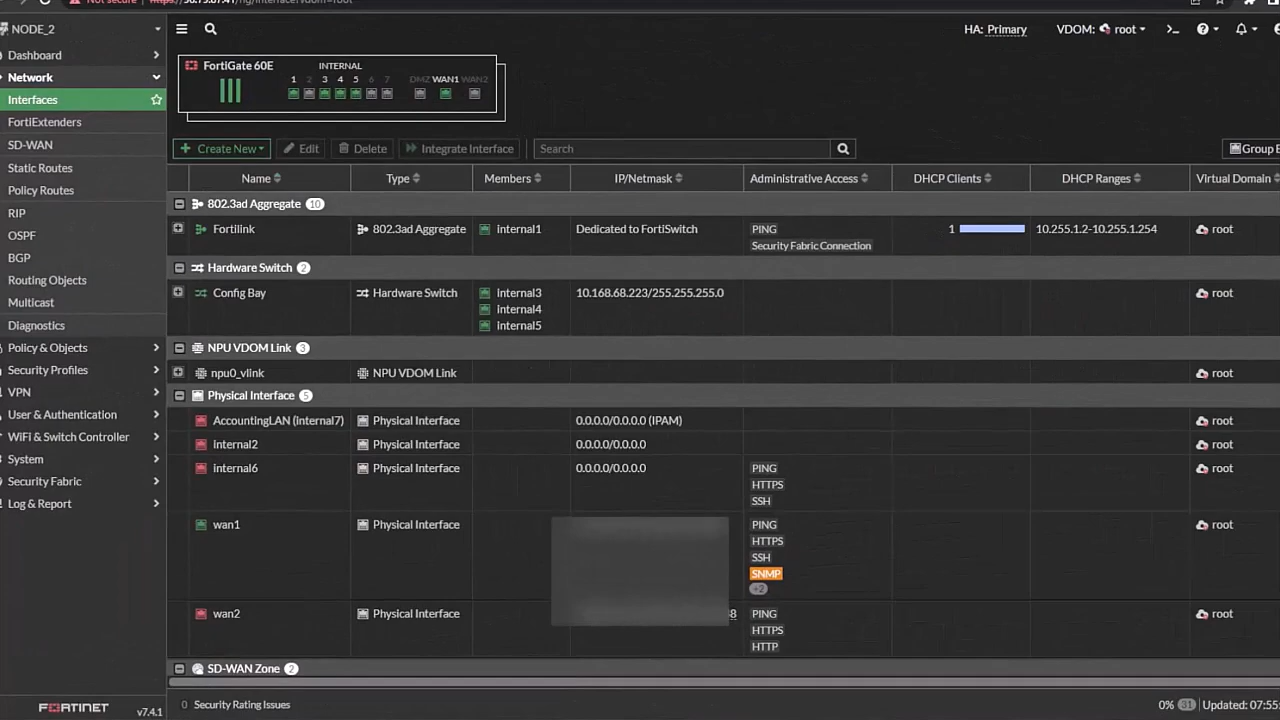 Not secure
NODE_2
HA: Primary
VDOM: root
Dashboard
Network
Interfaces
FortiExtenders
SD-WAN
Static Routes
Policy Routes
RIP
OSPF
BGP
Routing Objects
Multicast
Diagnostics
Policy & Objects
Security Profiles
VPN
User & Authentication
WiFi & Switch Controller
System
Security Fabric
Log & Report
FORTINET
v7.4.1
FortiGate 60E
INTERNAL
1 2 3 4 5 6 7 DMZ WAN1 WAN2
Create New Edit Delete Integrate Interface Search Group
Name Type Members IP/Netmask Administrative Access DHCP Clients DHCP Ranges Virtual Domain
802.3ad Aggregate 10
Fortilink 802.3ad Aggregate internal1 Dedicated to FortiSwitch PING 1 10.255.1.2-10.255.1.254 root
Security Fabric Connection
Hardware Switch 2
Config Bay Hardware Switch Internal3 10.168.68.223/255.255.255.0 root
Internal4
Internal5
NPU VDOM Link 3
npu0_vlink NPU VDOM Link root
Physical Interface 5
AccountingLAN (internal7) Physical Interface 0.0.0.0/0.0.0.0 (IPAM) root
internal2 Physical Interface 0.0.0.0/0.0.0.0 root
internal6 Physical Interface 0.0.0.0/0.0.0.0 PING root
HTTPS
SSH
wan1 Physical Interface PING root
HTTPS
SSH
SNMP
+2
wan2 Physical Interface 8 PING root
HTTPS
HTTP
SD-WAN Zone 2
0 Security Rating Issues 0% 31 Updated: 07:55